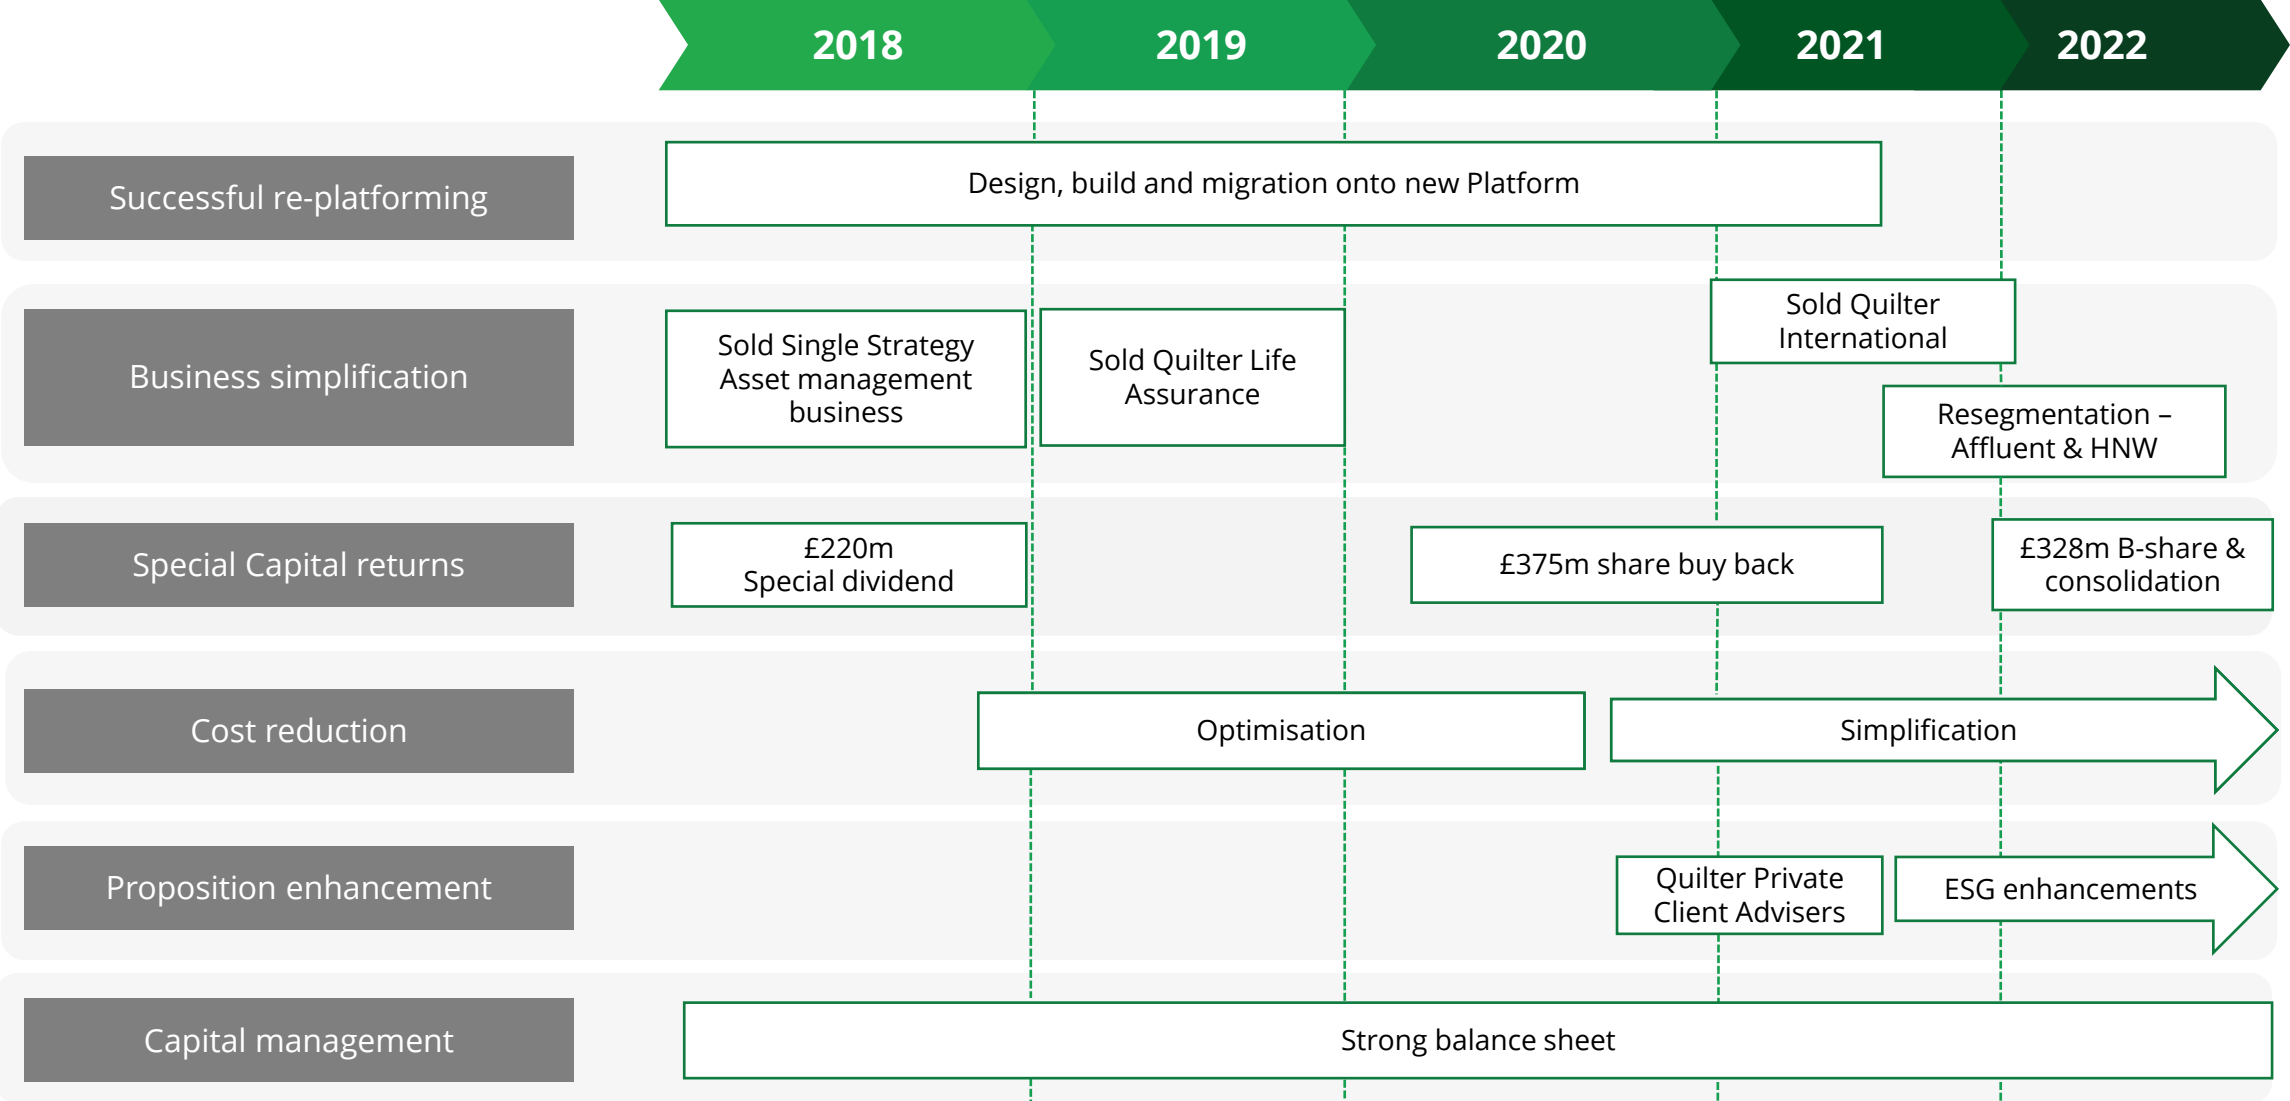 2018 2019 2020 2021 2022
Successful re-platforming
Design, build and migration onto new Platform
Business simplification
Sold Single Strategy
Asset management
business
Sold Quilter Life
Assurance
Sold Quilter
International
Resegmentation –
Affluent & HNW
Special Capital returns
£220m
Special dividend
£375m share buy back
£328m B-share &
consolidation
Cost reduction
Optimisation
Simplification
Proposition enhancement
Quilter Private
Client Advisers
ESG enhancements
Capital management
Strong balance sheet